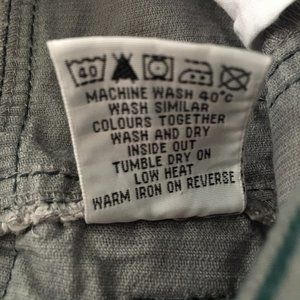 40
MACHINE WASH 40°C
WASH SIMILAR
COLOURS TOGETHER
WASH AND DRY
INSIDE OUT
TUMBLE DRY ON
LOW HEAT
WARM IRON ON REVERSE